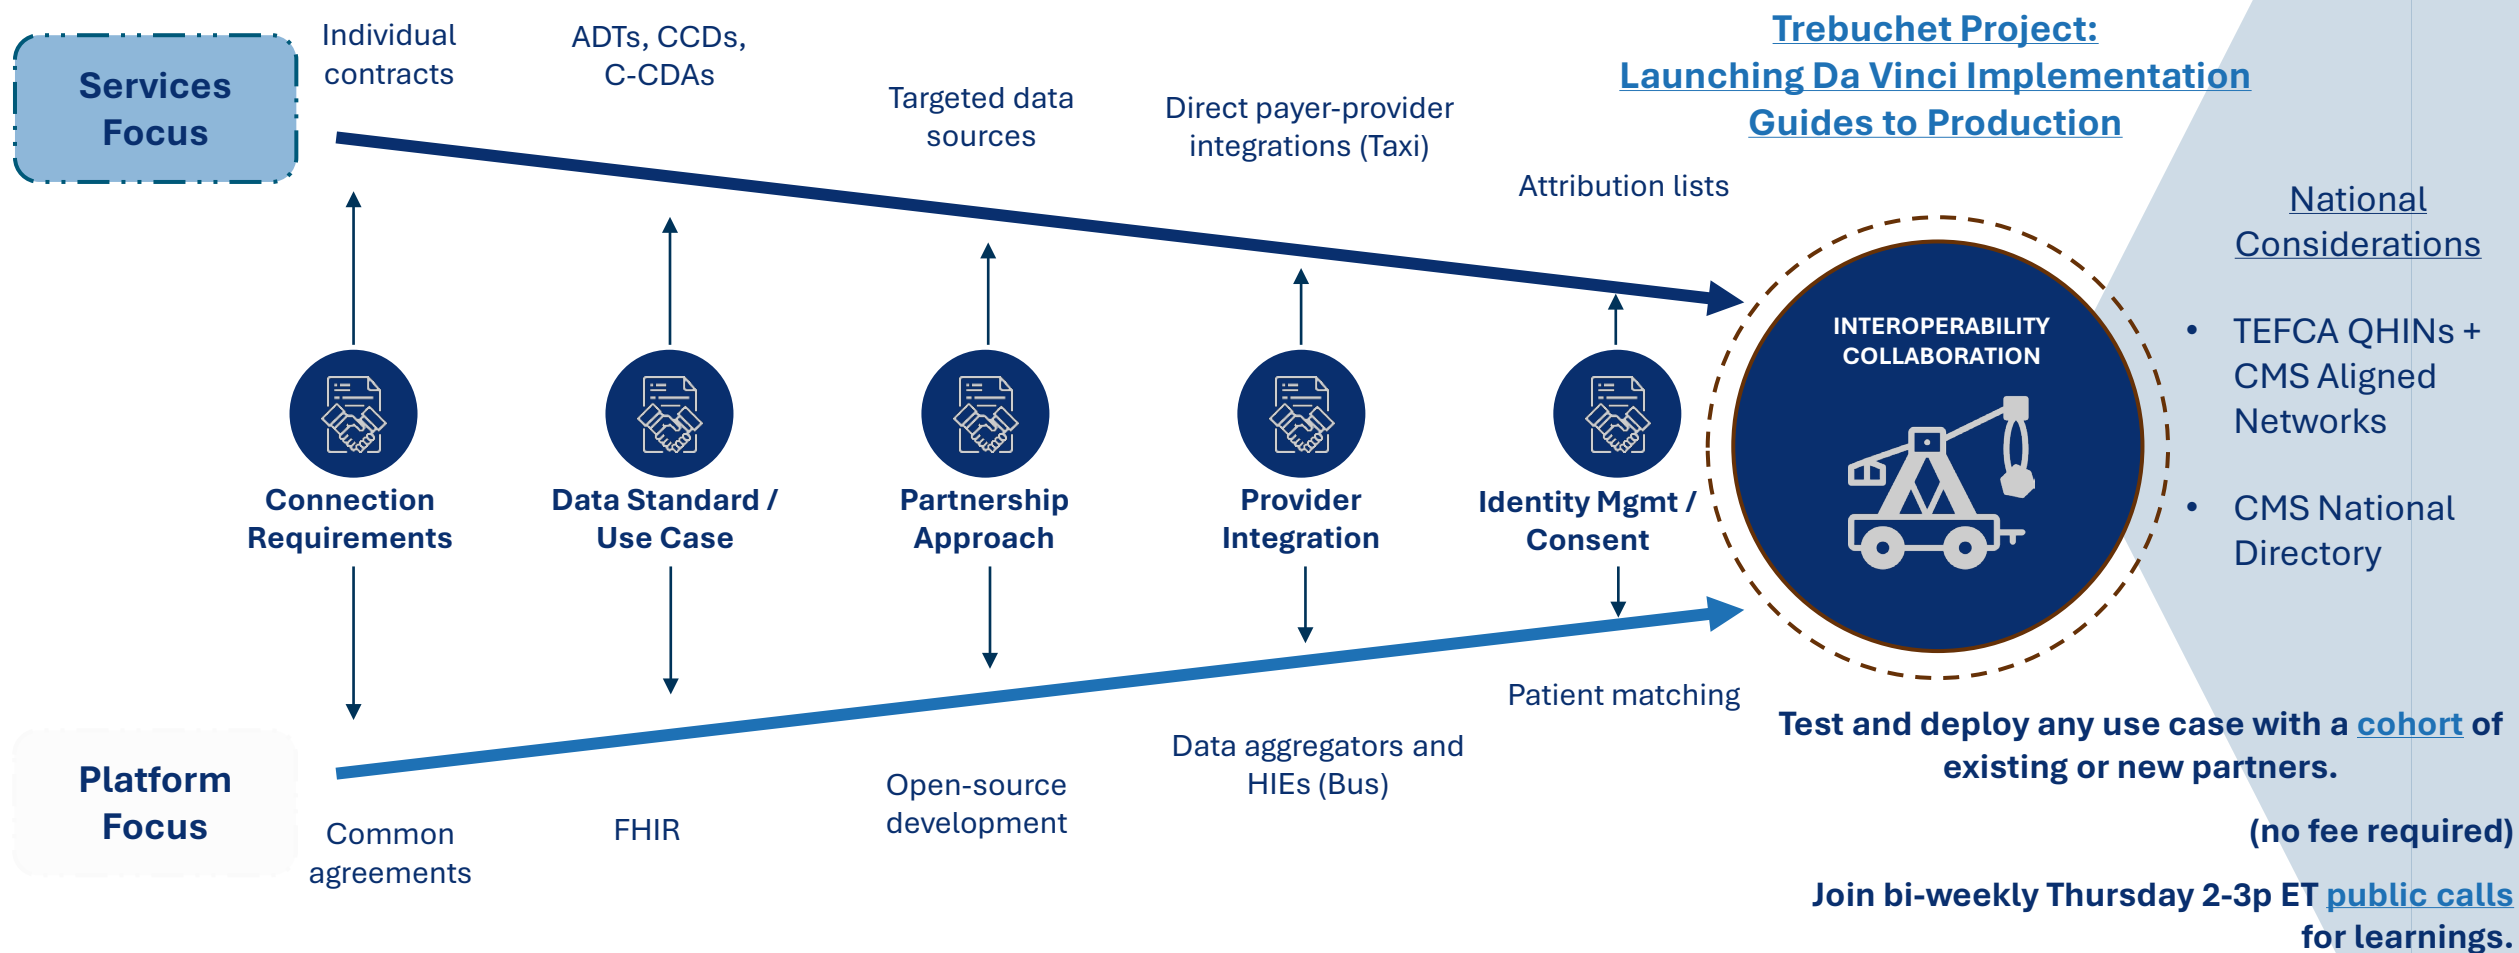 Services
Focus
Individual
contracts
ADTs, CCDs,
C-CDAs
Targeted data
sources
Direct payer-provider
integrations (Taxi)
Attribution lists
Trebuchet Project:
Launching Da Vinci Implementation
Guides to Production
Connection
Requirements
Data Standard /
Use Case
Partnership
Approach
Provider
Integration
Identity Mgmt /
Consent
INTEROPERABILITY
COLLABORATION
National
Considerations
• TEFCA QHINs +
CMS Aligned
Networks
• CMS National
Directory
Platform
Focus
Common
agreements
FHIR
Open-source
development
Data aggregators and
HIEs (Bus)
Patient matching
Test and deploy any use case with a cohort of
existing or new partners.
(no fee required)
Join bi-weekly Thursday 2-3p ET public calls
for learnings.